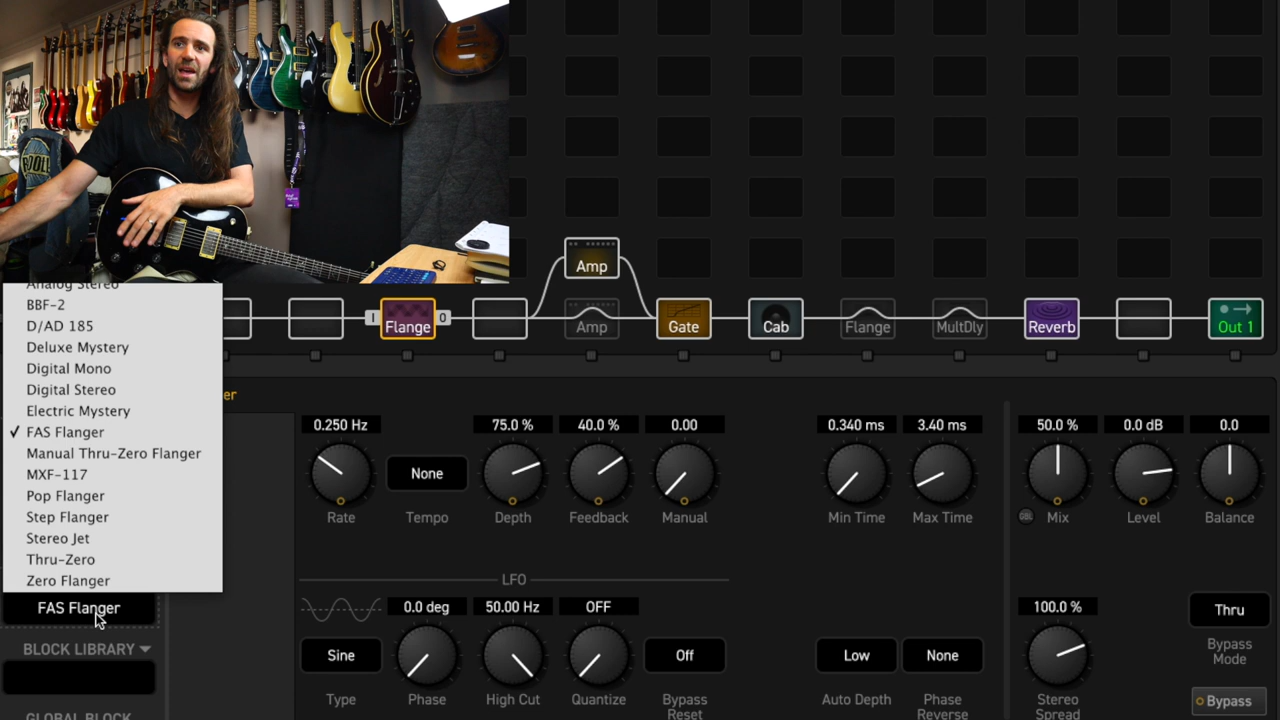 Analog Stereo
BBF-2
D/AD 185
Deluxe Mystery
Digital Mono
Digital Stereo
Electric Mystery
✓ FAS Flanger
Manual Thru-Zero Flanger
MXF-117
Pop Flanger
Step Flanger
Stereo Jet
Thru-Zero
Zero Flanger
FAS Flanger
BLOCK LIBRARY
GLOBAL BLOCK
Amp
I Flange O Amp Gate Cab Flange MultDly Reverb Out 1
er
0.250 Hz 75.0 % 40.0 % 0.00 0.340 ms 3.40 ms 50.0 % 0.0 dB 0.0
None
Rate Tempo Depth Feedback Manual Min Time Max Time GBL Mix Level Balance
LFO
0.0 deg 50.00 Hz OFF 100.0 %
Thru
Sine Off Low None
Bypass
Mode
Type Phase High Cut Quantize Bypass
Reset
Auto Depth Phase
Reverse
Stereo
Spread
Bypass